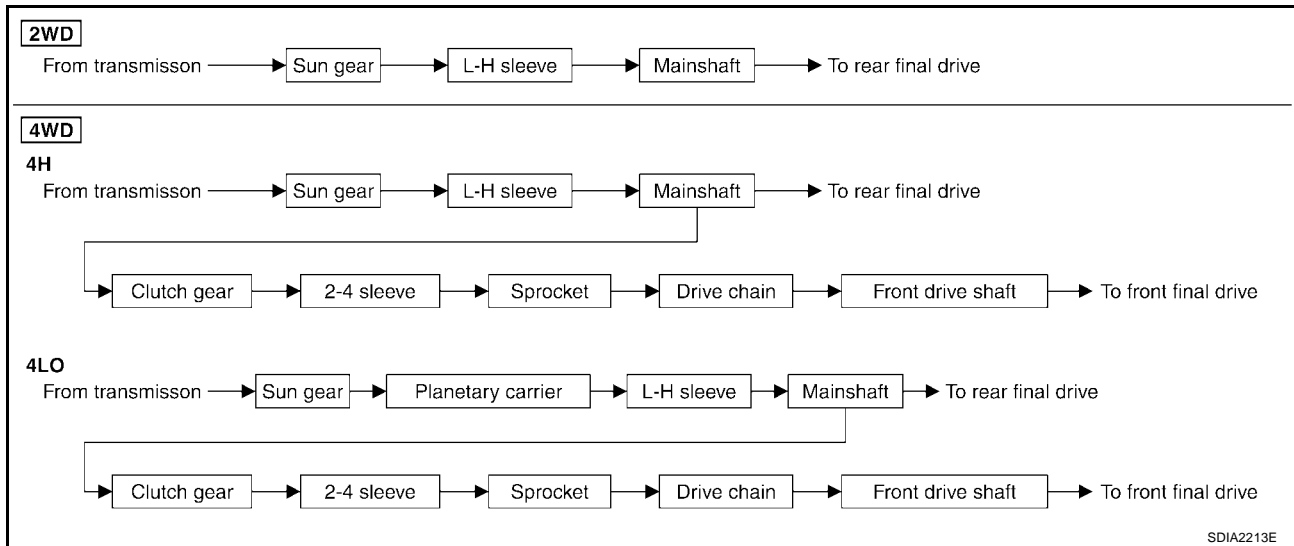 2WD
From transmisson Sun gear L-H sleeve Mainshaft To rear final drive
4WD
4H
From transmisson Sun gear L-H sleeve Mainshaft To rear final drive
Clutch gear 2-4 sleeve Sprocket Drive chain Front drive shaft To front final drive
4LO
From transmisson Sun gear Planetary carrier L-H sleeve Mainshaft To rear final drive
Clutch gear 2-4 sleeve Sprocket Drive chain Front drive shaft To front final drive
SDIA2213E